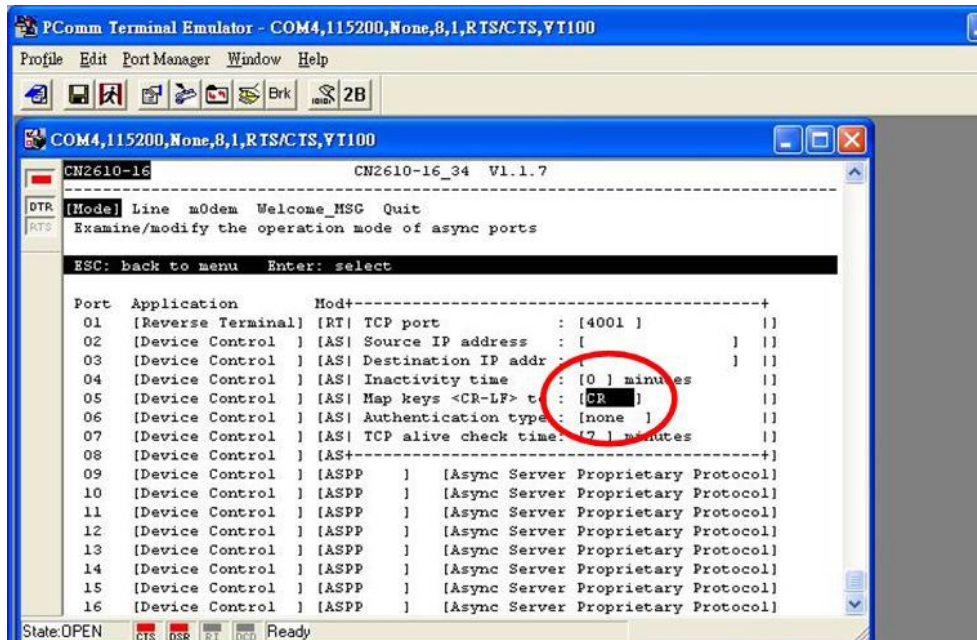 PComm Terminal Emulator - COM4,115200,None,8,1,RTS/CTS,VT100
Profile Edit Port Manager Window Help
Brk 2B
COM4,115200,None,8,1,RTS/CTS,VT100
CN2610-16 CN2610-16_34 V1.1.7
DTR [Mode] Line mOdem Welcome_MSG Quit
RTS Examine/modify the operation mode of async ports
ESC: back to menu Enter: select
Port Application Mod+----------------------------------------------+
01 [Reverse Terminal] [RT| TCP port : [4001 ] |]
02 [Device Control ] [AS| Source IP address : [ ] |]
03 [Device Control ] [AS| Destination IP addr : [ ] |]
04 [Device Control ] [AS| Inactivity time : [0 ] minutes |]
05 [Device Control ] [AS| Map keys <CR-LF> to : [CR ] |]
06 [Device Control ] [AS| Authentication type : [none ] |]
07 [Device Control ] [AS| TCP alive check time: [7 ] minutes |]
08 [Device Control ] [AS+----------------------------------------------+]
09 [Device Control ] [ASPP ] [Async Server Proprietary Protocol]
10 [Device Control ] [ASPP ] [Async Server Proprietary Protocol]
11 [Device Control ] [ASPP ] [Async Server Proprietary Protocol]
12 [Device Control ] [ASPP ] [Async Server Proprietary Protocol]
13 [Device Control ] [ASPP ] [Async Server Proprietary Protocol]
14 [Device Control ] [ASPP ] [Async Server Proprietary Protocol]
15 [Device Control ] [ASPP ] [Async Server Proprietary Protocol]
16 [Device Control ] [ASPP ] [Async Server Proprietary Protocol]
State:OPEN CTS DSR RI DCD Ready